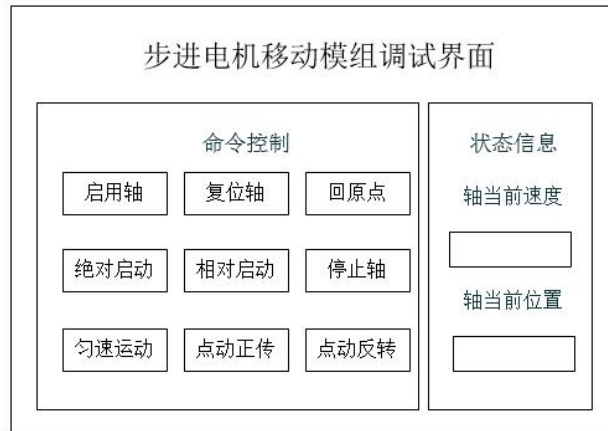 步进电机移动模组调试界面
命令控制
启用轴 复位轴 回原点
绝对启动 相对启动 停止轴
匀速运动 点动正传 点动反转
状态信息
轴当前速度
轴当前位置